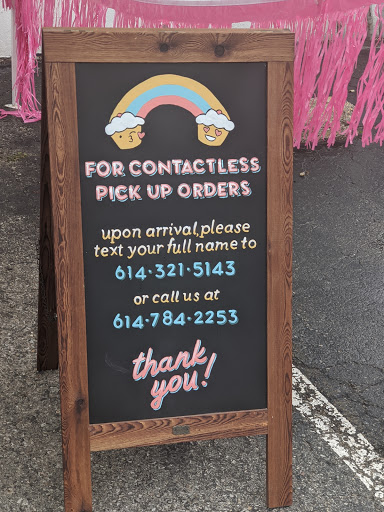 FOR CONTACTLESS
PICK UP ORDERS
upon arrival, please
text your full name to
614·321·5143
or call us at
614·784·2253
thank
you!